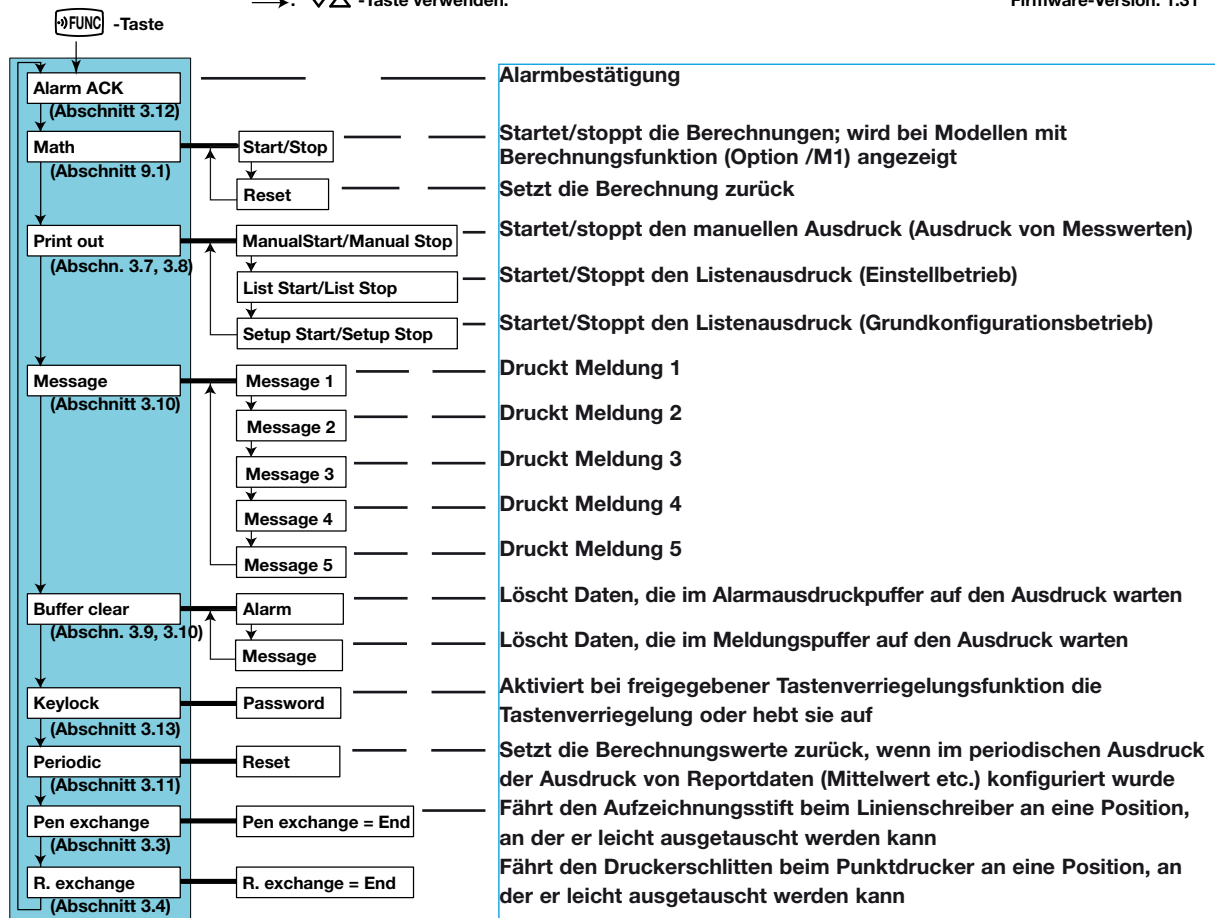 : -Taste verwenden.
Firmware-Version: 1.31
FUNC -Taste
Alarm ACK
(Abschnitt 3.12)
Alarmbestätigung
Math
(Abschnitt 9.1)
Start/Stop
Startet/stoppt die Berechnungen; wird bei Modellen mit
Berechnungsfunktion (Option /M1) angezeigt
Reset
Setzt die Berechnung zurück
Print out
(Abschn. 3.7, 3.8)
ManualStart/Manual Stop
Startet/stoppt den manuellen Ausdruck (Ausdruck von Messwerten)
List Start/List Stop
Startet/Stoppt den Listenausdruck (Einstellbetrieb)
Setup Start/Setup Stop
Startet/Stoppt den Listenausdruck (Grundkonfigurationsbetrieb)
Message
(Abschnitt 3.10)
Message 1
Druckt Meldung 1
Message 2
Druckt Meldung 2
Message 3
Druckt Meldung 3
Message 4
Druckt Meldung 4
Message 5
Druckt Meldung 5
Buffer clear
(Abschn. 3.9, 3.10)
Alarm
Löscht Daten, die im Alarmausdruckpuffer auf den Ausdruck warten
Message
Löscht Daten, die im Meldungspuffer auf den Ausdruck warten
Keylock
(Abschnitt 3.13)
Password
Aktiviert bei freigegebener Tastenverriegelungsfunktion die
Tastenverriegelung oder hebt sie auf
Periodic
(Abschnitt 3.11)
Reset
Setzt die Berechnungswerte zurück, wenn im periodischen Ausdruck
der Ausdruck von Reportdaten (Mittelwert etc.) konfiguriert wurde
Pen exchange
(Abschnitt 3.3)
Pen exchange = End
Fährt den Aufzeichnungsstift beim Linienschreiber an eine Position,
an der er leicht ausgetauscht werden kann
R. exchange
(Abschnitt 3.4)
R. exchange = End
Fährt den Druckerschlitten beim Punktdrucker an eine Position, an
der er leicht ausgetauscht werden kann